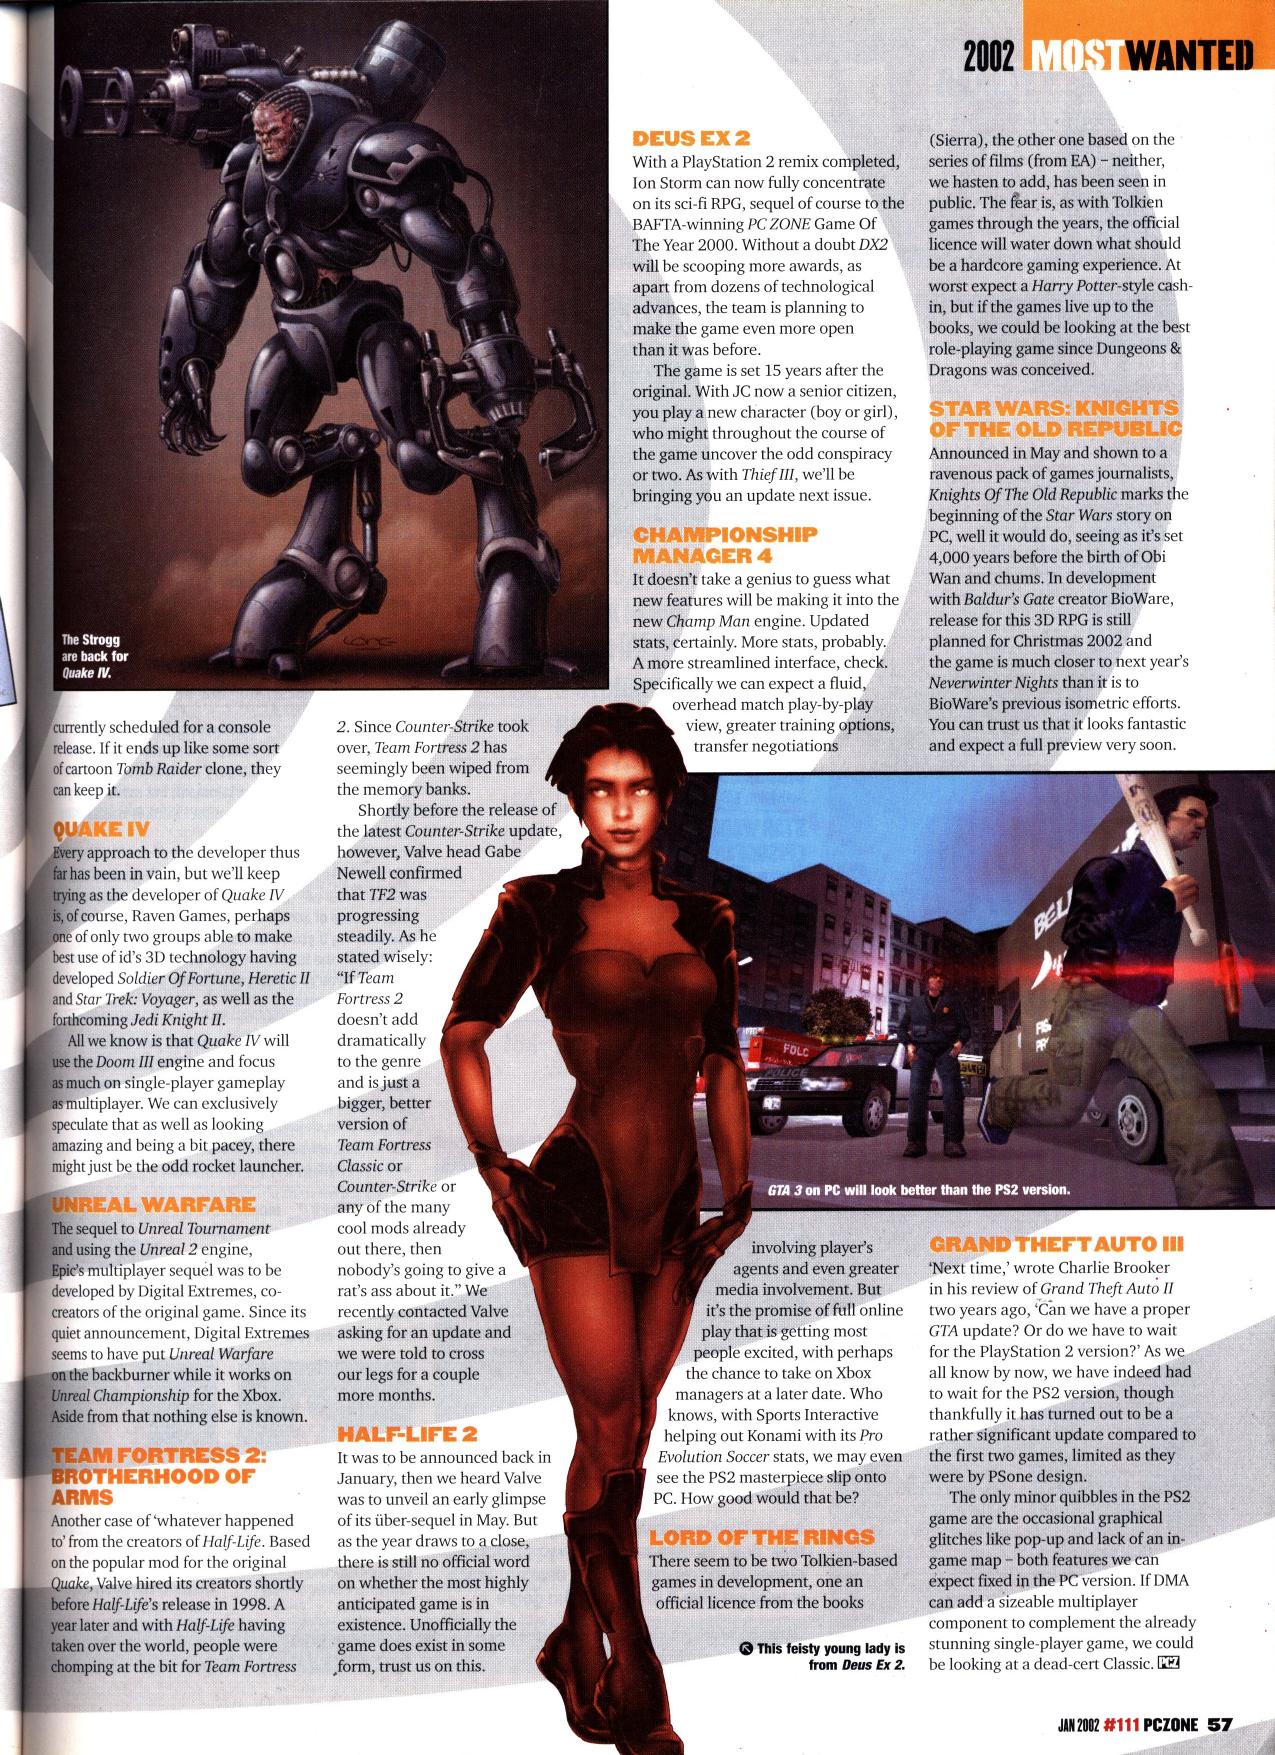 2002 MOSTWANTED
The Strogg
are back for
Quake IV.
currently scheduled for a console
release. If it ends up like some sort
of cartoon Tomb Raider clone, they
can keep it.
QUAKE IV
Every approach to the developer thus
far has been in vain, but we'll keep
trying as the developer of Quake IV
is, of course, Raven Games, perhaps
one of only two groups able to make
best use of id's 3D technology having
developed Soldier Of Fortune, Heretic II
and Star Trek: Voyager, as well as the
forthcoming Jedi Knight II.
All we know is that Quake IV will
use the Doom III engine and focus
as much on single-player gameplay
as multiplayer. We can exclusively
speculate that as well as looking
amazing and being a bit pacey, there
might just be the odd rocket launcher.
UNREAL WARFARE
The sequel to Unreal Tournament
and using the Unreal 2 engine,
Epic's multiplayer sequel was to be
developed by Digital Extremes, co-
creators of the original game. Since its
quiet announcement, Digital Extremes
seems to have put Unreal Warfare
on the backburner while it works on
Unreal Championship for the Xbox.
Aside from that nothing else is known.
TEAM FORTRESS 2:
BROTHERHOOD OF
ARMS
Another case of 'whatever happened
to' from the creators of Half-Life. Based
on the popular mod for the original
Quake, Valve hired its creators shortly
before Half-Life's release in 1998. A
year later and with Half-Life having
taken over the world, people were
chomping at the bit for Team Fortress
2. Since Counter-Strike took
over, Team Fortress 2 has
seemingly been wiped from
the memory banks.
Shortly before the release of
the latest Counter-Strike update,
however, Valve head Gabe
Newell confirmed
that TF2 was
progressing
steadily. As he
stated wisely:
“If Team
Fortress 2
doesn't add
dramatically
to the genre
and is just a
bigger, better
version of
Team Fortress
Classic or
Counter-Strike or
any of the many
cool mods already
out there, then
nobody's going to give a
rat's ass about it.” We
recently contacted Valve
asking for an update and
we were told to cross
our legs for a couple
more months.
HALF-LIFE 2
It was to be announced back in
January, then we heard Valve
was to unveil an early glimpse
of its über-sequel in May. But
as the year draws to a close,
there is still no official word
on whether the most highly
anticipated game is in
existence. Unofficially the
game does exist in some
form, trust us on this.
DEUS EX 2
With a PlayStation 2 remix completed,
Ion Storm can now fully concentrate
on its sci-fi RPG, sequel of course to the
BAFTA-winning PC ZONE Game Of
The Year 2000. Without a doubt DX2
will be scooping more awards, as
apart from dozens of technological
advances, the team is planning to
make the game even more open
than it was before.
The game is set 15 years after the
original. With JC now a senior citizen,
you play a new character (boy or girl),
who might throughout the course of
the game uncover the odd conspiracy
or two. As with Thief III, we'll be
bringing you an update next issue.
CHAMPIONSHIP
MANAGER 4
It doesn't take a genius to guess what
new features will be making it into the
new Champ Man engine. Updated
stats, certainly. More stats, probably.
A more streamlined interface, check.
Specifically we can expect a fluid,
overhead match play-by-play
view, greater training options,
transfer negotiations
involving player's
agents and even greater
media involvement. But
it's the promise of full online
play that is getting most
people excited, with perhaps
the chance to take on Xbox
managers at a later date. Who
knows, with Sports Interactive
helping out Konami with its Pro
Evolution Soccer stats, we may even
see the PS2 masterpiece slip onto
PC. How good would that be?
LORD OF THE RINGS
There seem to be two Tolkien-based
games in development, one an
official licence from the books
This feisty young lady is
from Deus Ex 2.
(Sierra), the other one based on the
series of films (from EA) – neither,
we hasten to add, has been seen in
public. The fear is, as with Tolkien
games through the years, the official
licence will water down what should
be a hardcore gaming experience. At
worst expect a Harry Potter-style cash-
in, but if the games live up to the
books, we could be looking at the best
role-playing game since Dungeons &
Dragons was conceived.
STAR WARS: KNIGHTS
OF THE OLD REPUBLIC
Announced in May and shown to a
ravenous pack of games journalists,
Knights Of The Old Republic marks the
beginning of the Star Wars story on
PC, well it would do, seeing as it's set
4,000 years before the birth of Obi
Wan and chums. In development
with Baldur's Gate creator BioWare,
release for this 3D RPG is still
planned for Christmas 2002 and
the game is much closer to next year's
Neverwinter Nights than it is to
BioWare's previous isometric efforts.
You can trust us that it looks fantastic
and expect a full preview very soon.
POLICE
GTA 3 on PC will look better than the PS2 version.
GRAND THEFT AUTO III
'Next time,' wrote Charlie Brooker
in his review of Grand Theft Auto II
two years ago, 'Can we have a proper
GTA update? Or do we have to wait
for the PlayStation 2 version?' As we
all know by now, we have indeed had
to wait for the PS2 version, though
thankfully it has turned out to be a
rather significant update compared to
the first two games, limited as they
were by PSone design.
The only minor quibbles in the PS2
game are the occasional graphical
glitches like pop-up and lack of an in-
game map – both features we can
expect fixed in the PC version. If DMA
can add a sizeable multiplayer
component to complement the already
stunning single-player game, we could
be looking at a dead-cert Classic. PCZ
JAN 2002 #111 PCZONE 57